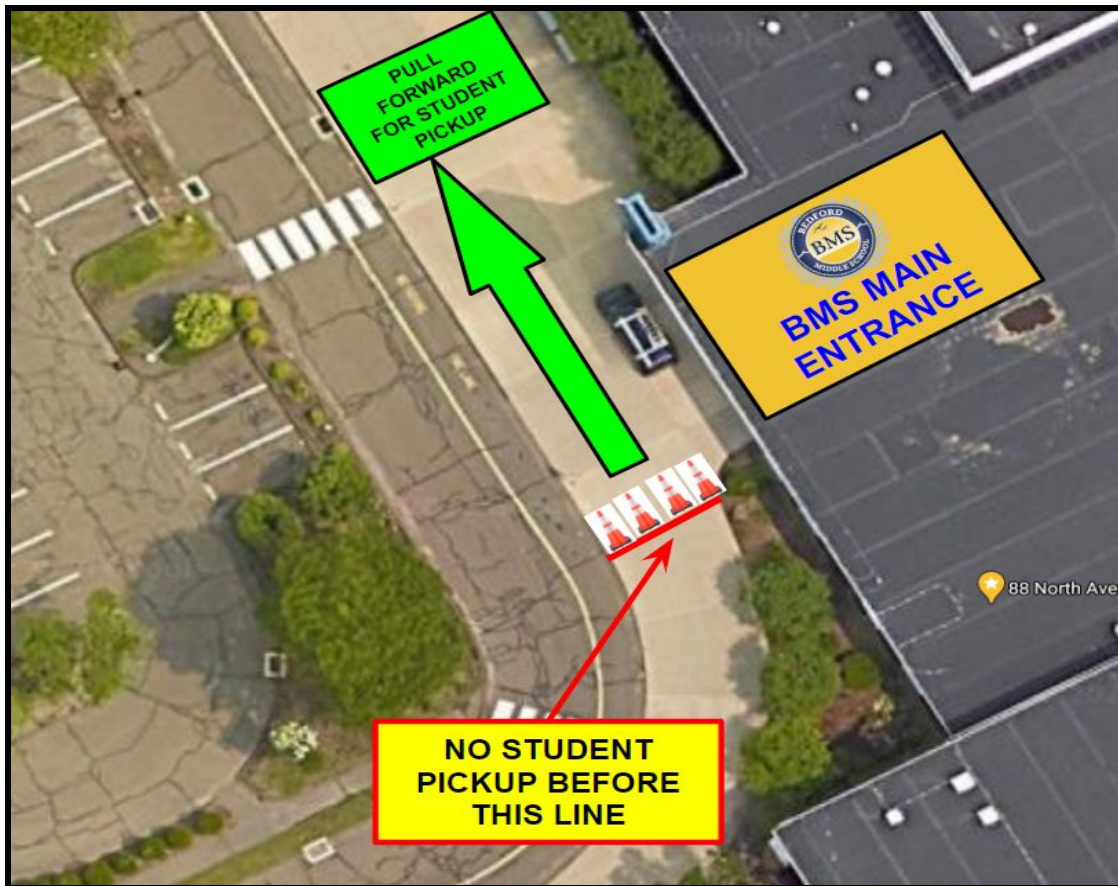 PULL
FORWARD
FOR STUDENT
PICKUP
BEDFORD
BMS
MIDDLE SCHOOL
BMS MAIN
ENTRANCE
88 North Ave
NO STUDENT
PICKUP BEFORE
THIS LINE